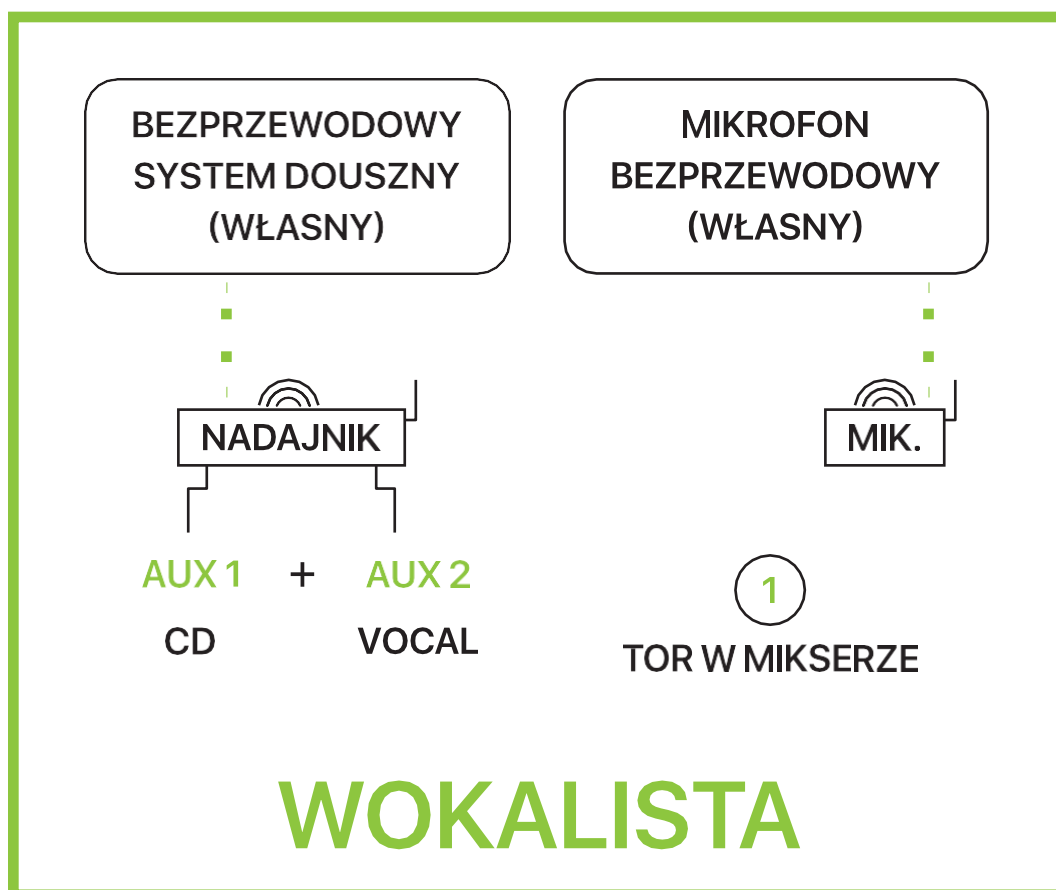 BEZPRZEWODOWY
SYSTEM DOUSZNY
(WŁASNY)
MIKROFON
BEZPRZEWODOWY
(WŁASNY)
NADAJNIK
MIK.
AUX 1 + AUX 2
CD VOCAL
1
TOR W MIKSERZE
WOKALISTA